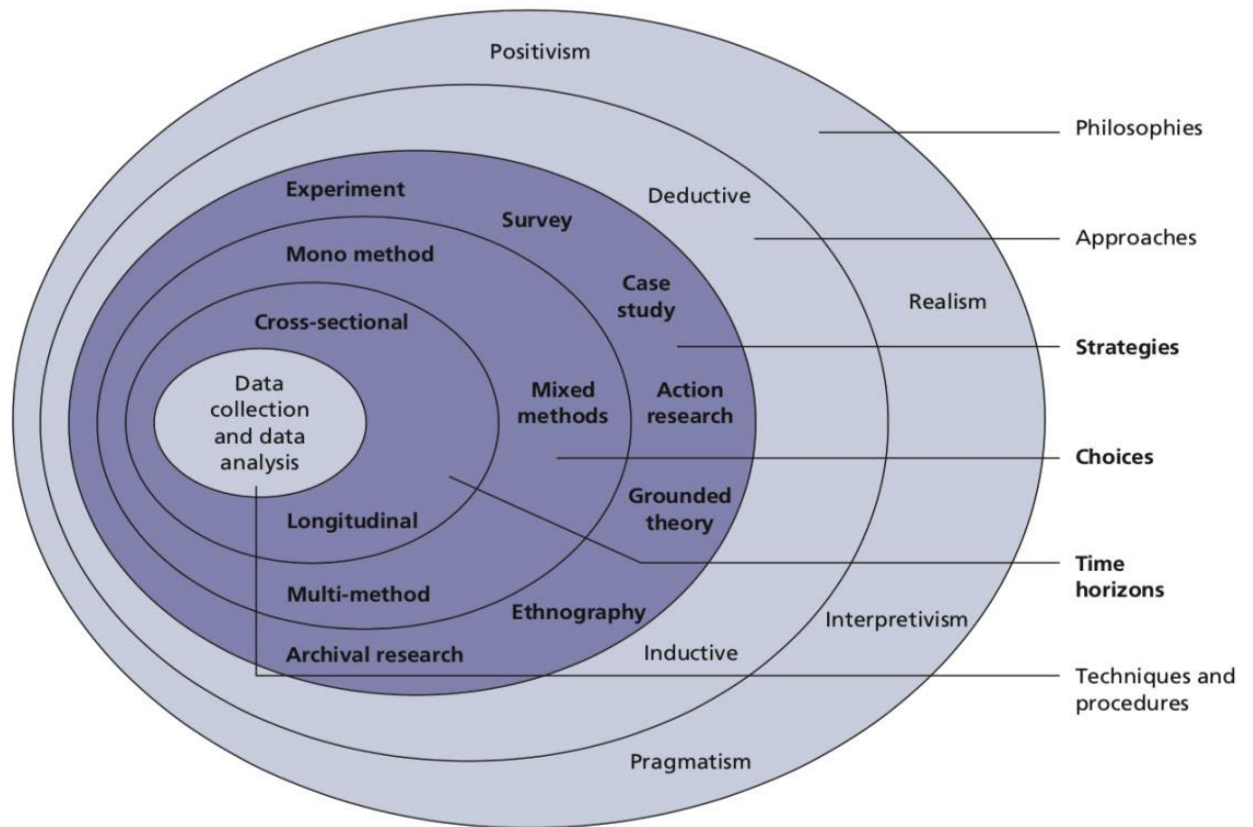 Positivism
Philosophies
Experiment
Deductive
Survey
Approaches
Mono method
Case
study
Realism
Cross-sectional
Strategies
Data
collection
and data
analysis
Mixed
methods
Action
research
Choices
Grounded
theory
Longitudinal
Time
horizons
Multi-method
Ethnography
Interpretivism
Archival research
Inductive
Techniques and
procedures
Pragmatism